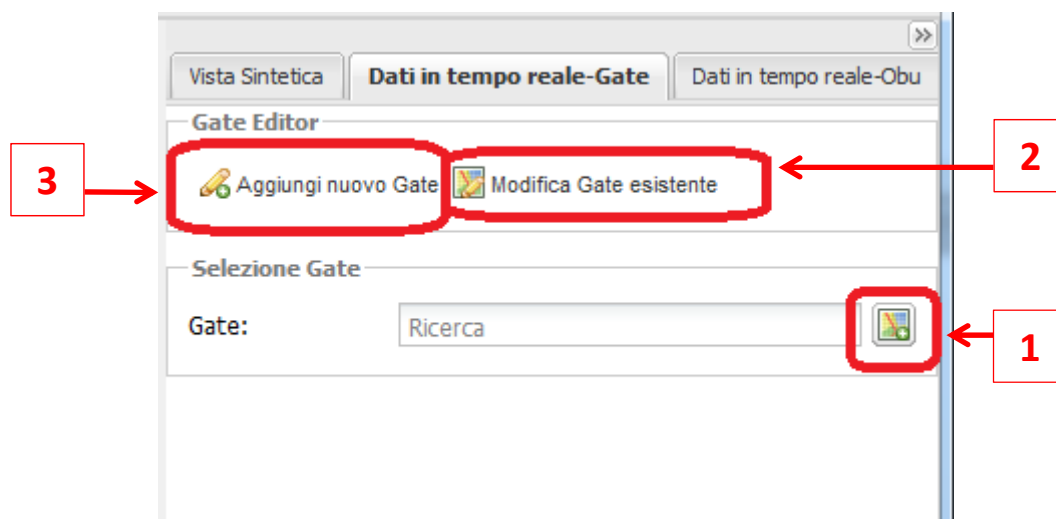 Vista Sintetica
Dati in tempo reale-Gate
Dati in tempo reale-Obu
Gate Editor
3
Aggiungi nuovo Gate
Modifica Gate esistente
2
Selezione Gate
Gate:
Ricerca
1